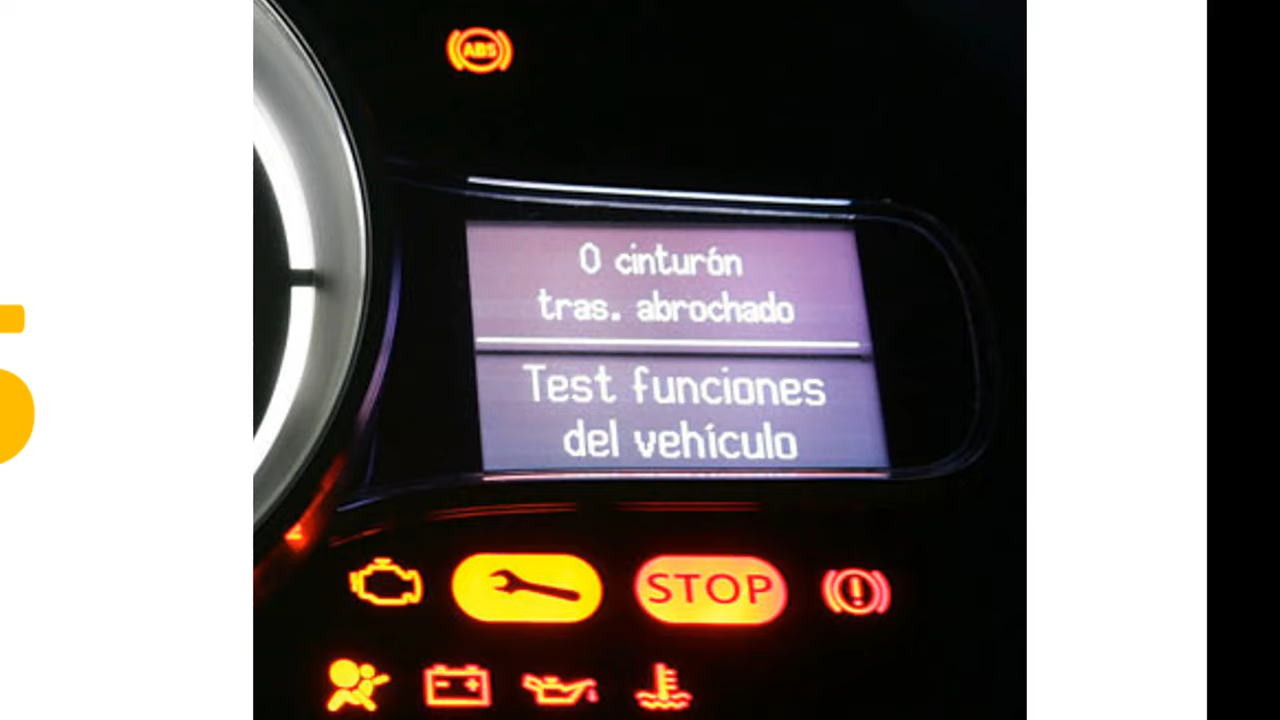 ABS
0 cinturón
tras. abrochado
Test funciones
del vehículo
STOP